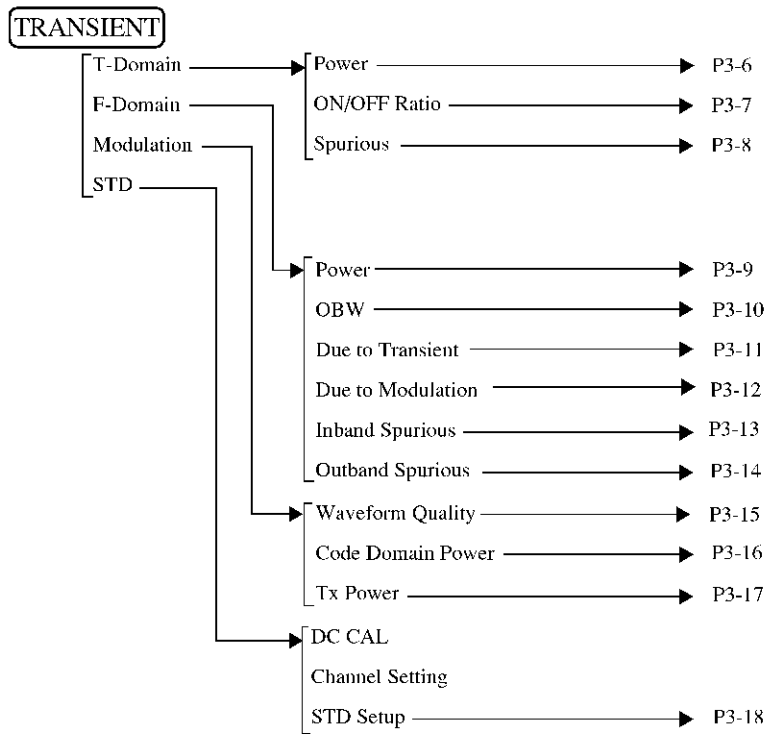 TRANSIENT
T-Domain
F-Domain
Modulation
STD
Power P3-6
ON/OFF Ratio P3-7
Spurious P3-8
Power P3-9
OBW P3-10
Due to Transient P3-11
Due to Modulation P3-12
Inband Spurious P3-13
Outband Spurious P3-14
Waveform Quality P3-15
Code Domain Power P3-16
Tx Power P3-17
DC CAL
Channel Setting
STD Setup P3-18